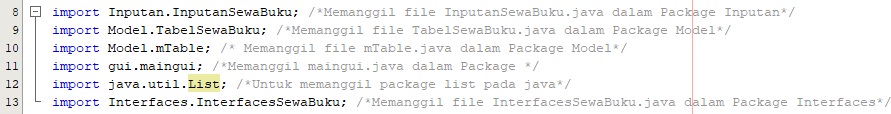 8 import Inputan.InputanSewaBuku; /*Memanggil file InputanSewaBuku.java dalam Package Inputan*/
9 import Model.TabelSewaBuku; /*Memanggil file TabelSewaBuku.java dalam Package Model*/
10 import Model.mTable; /* Memanggil file mTable.java dalam Package Model*/
11 import gui.maingui; /*Memanggil maingui.java dalam Package */
12 import java.util.List; /*Untuk memanggil package list pada java*/
13 import Interfaces.InterfacesSewaBuku; /*Memanggil file InterfacesSewaBuku.java dalam Package Interfaces*/